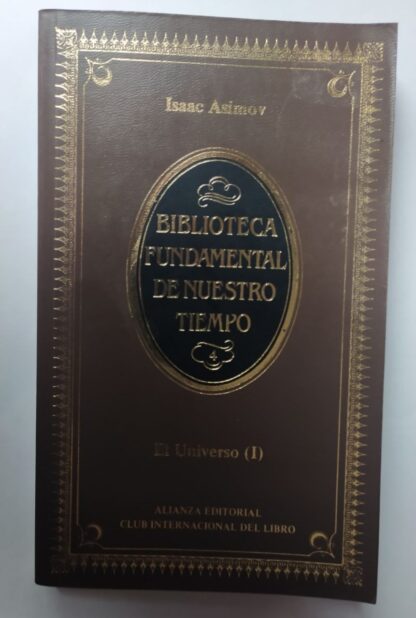 Isaac Asimov
BIBLIOTECA
FUNDAMENTAL
DE NUESTRO
TIEMPO
4
El Universo (I)
ALIANZA EDITORIAL
CLUB INTERNACIONAL DEL LIBRO